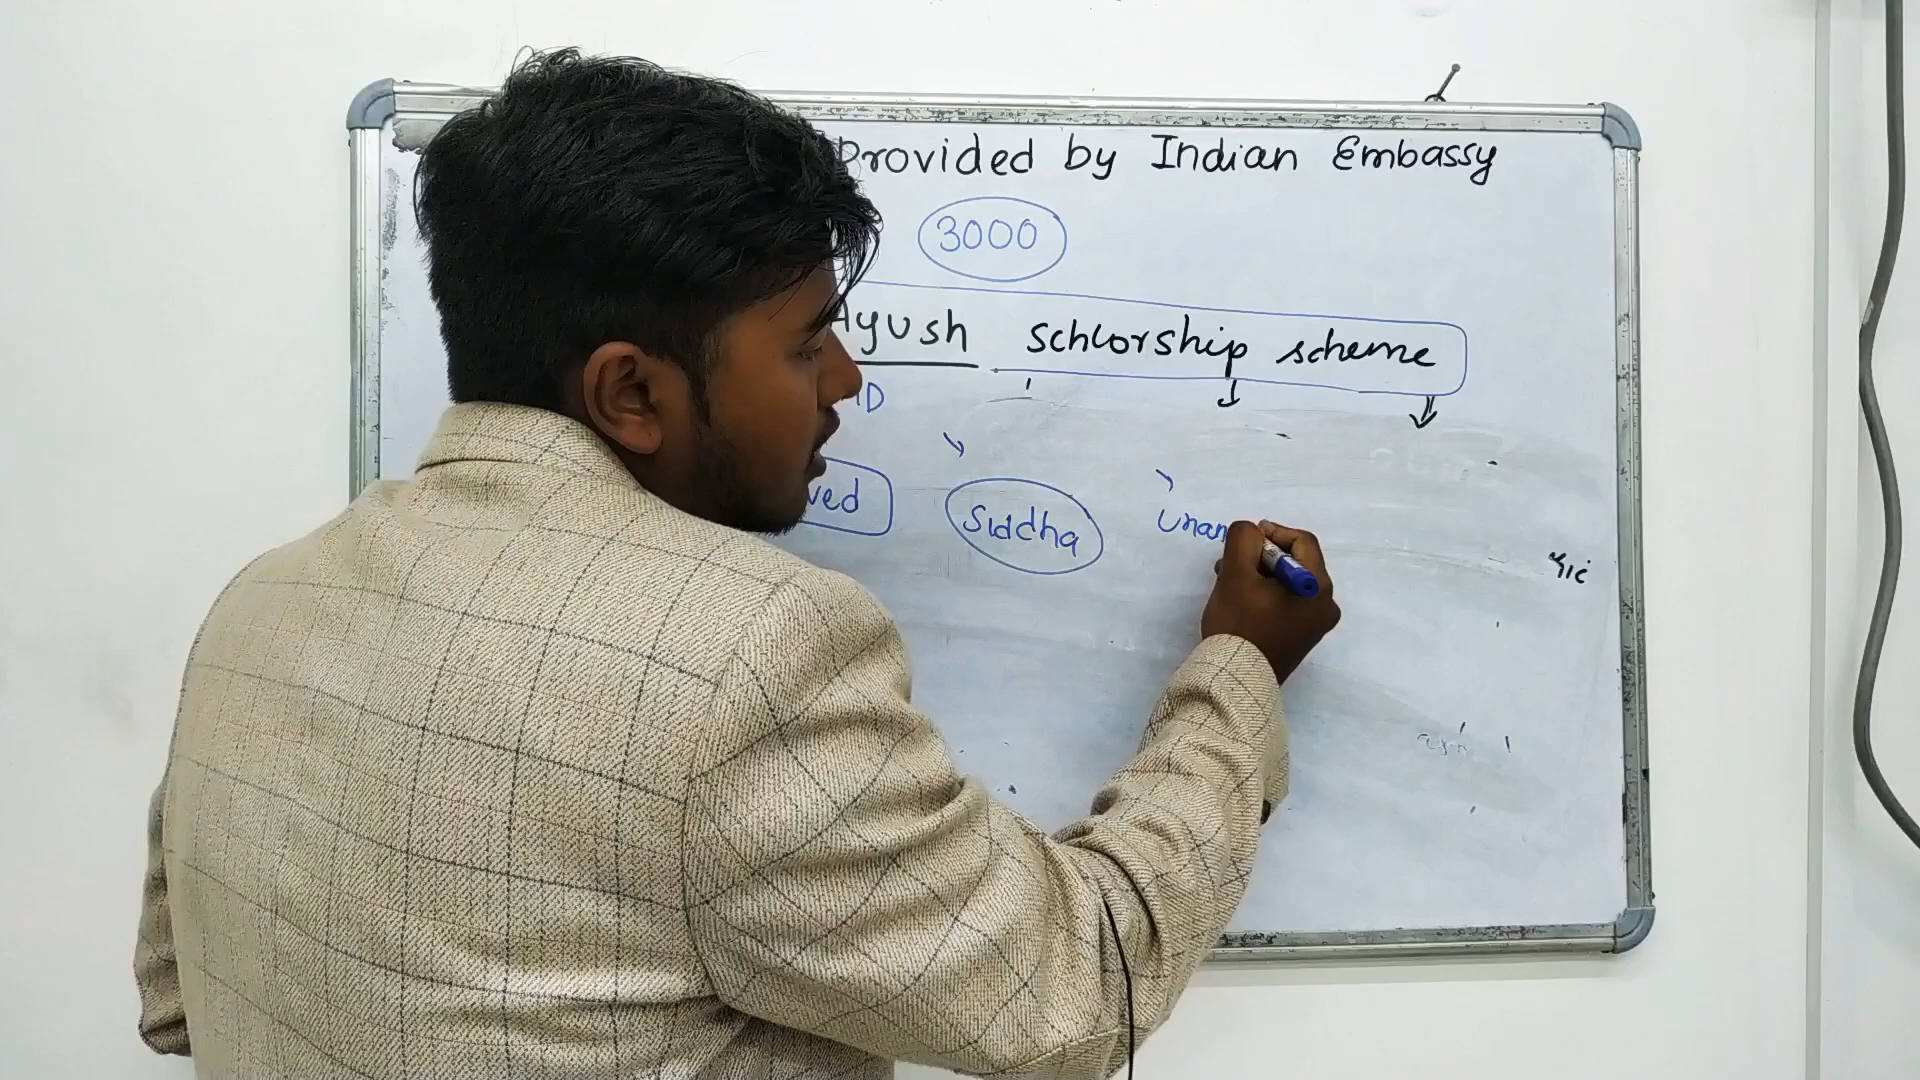 Provided by Indian Embassy
3000
Ayush schlorship scheme
D
ved Siddha Unan